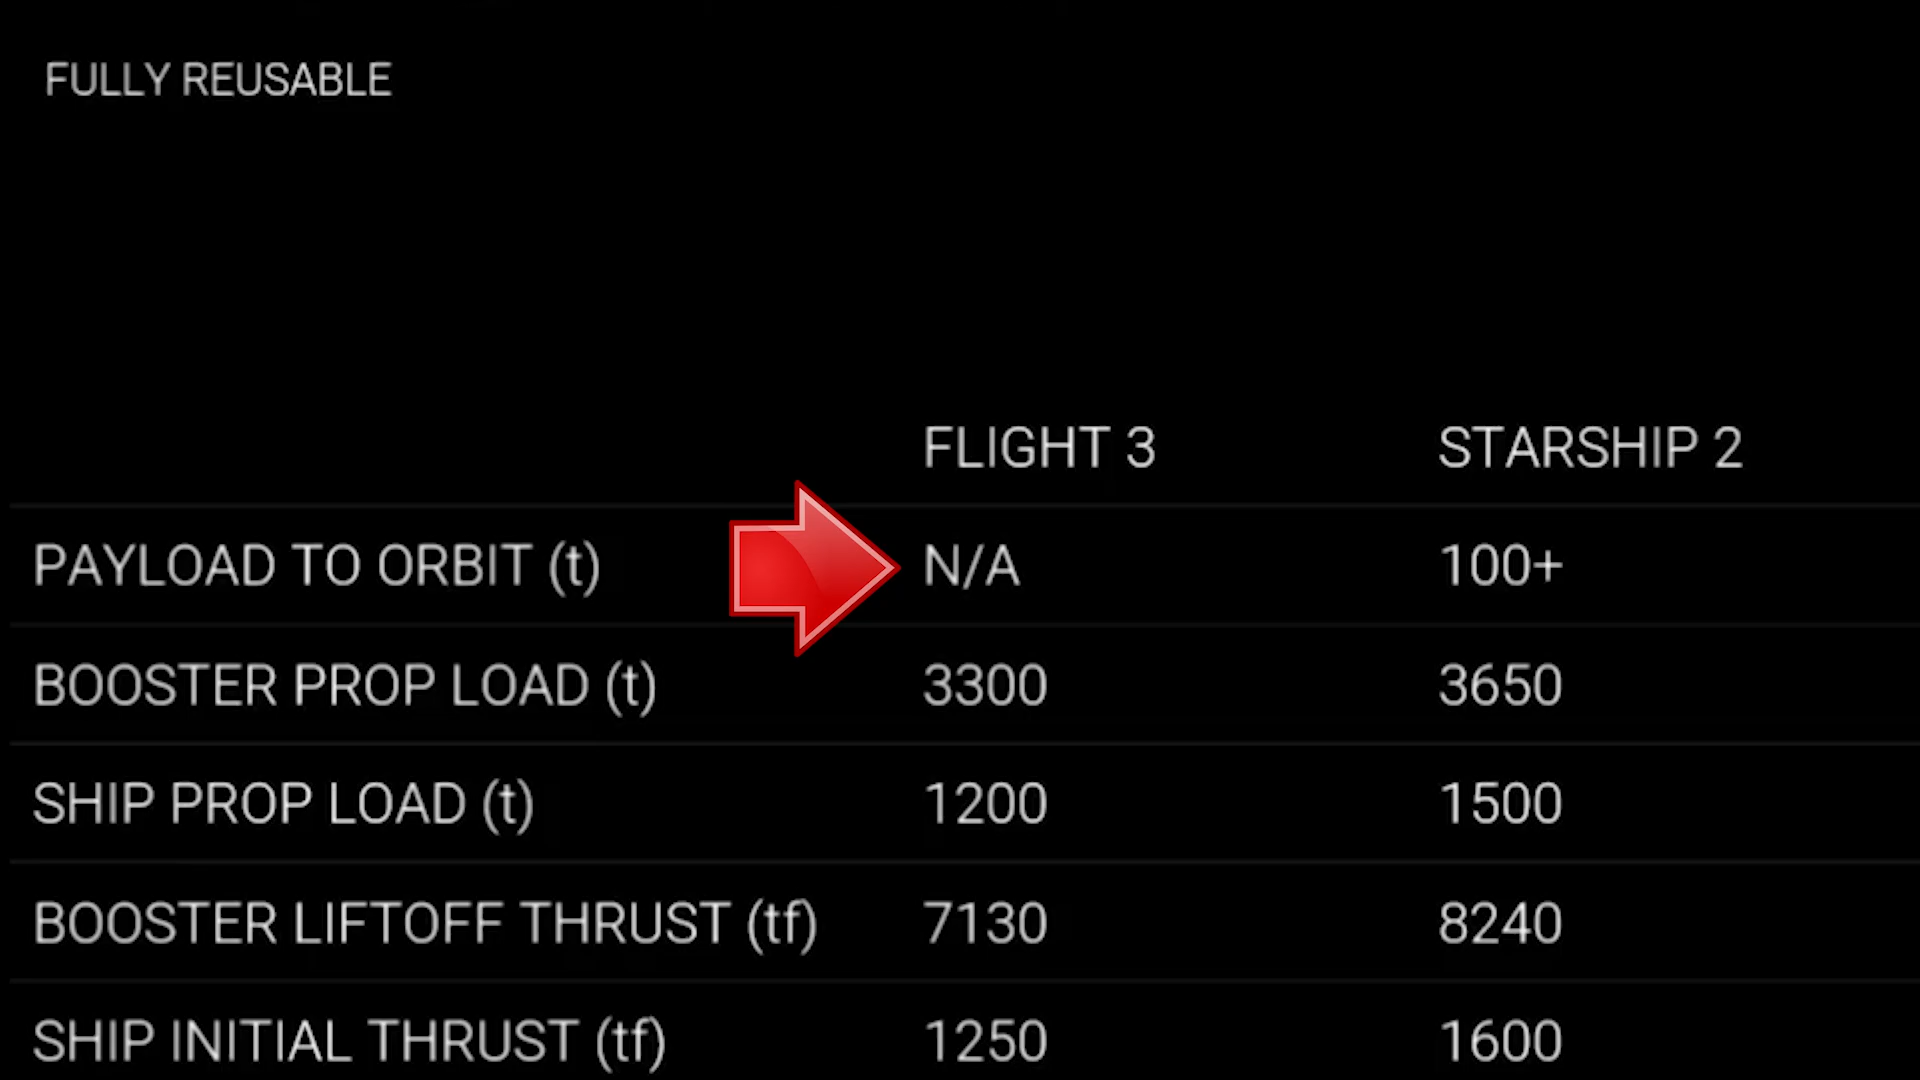 FULLY REUSABLE
FLIGHT 3 STARSHIP 2
PAYLOAD TO ORBIT (t) N/A 100+
BOOSTER PROP LOAD (t) 3300 3650
SHIP PROP LOAD (t) 1200 1500
BOOSTER LIFTOFF THRUST (tf) 7130 8240
SHIP INITIAL THRUST (tf) 1250 1600